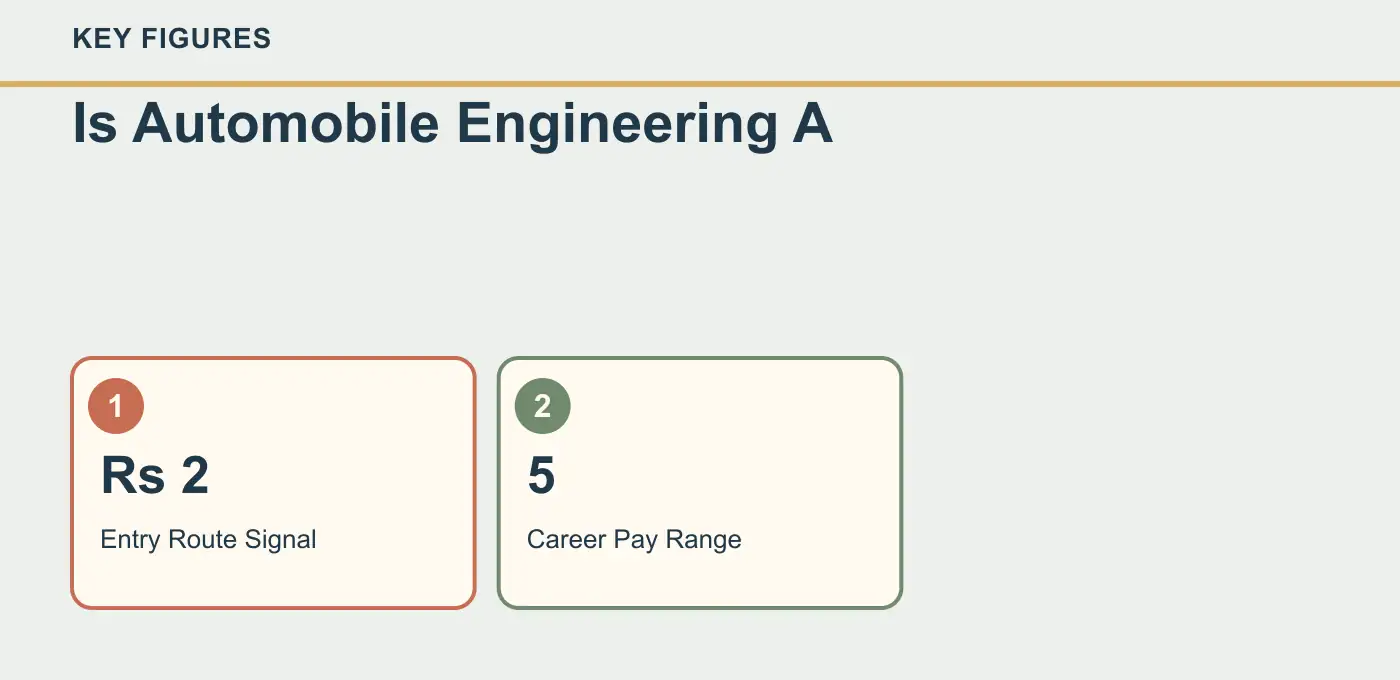 KEY FIGURES
Is Automobile Engineering A
1
Rs 2
Entry Route Signal
2
5
Career Pay Range